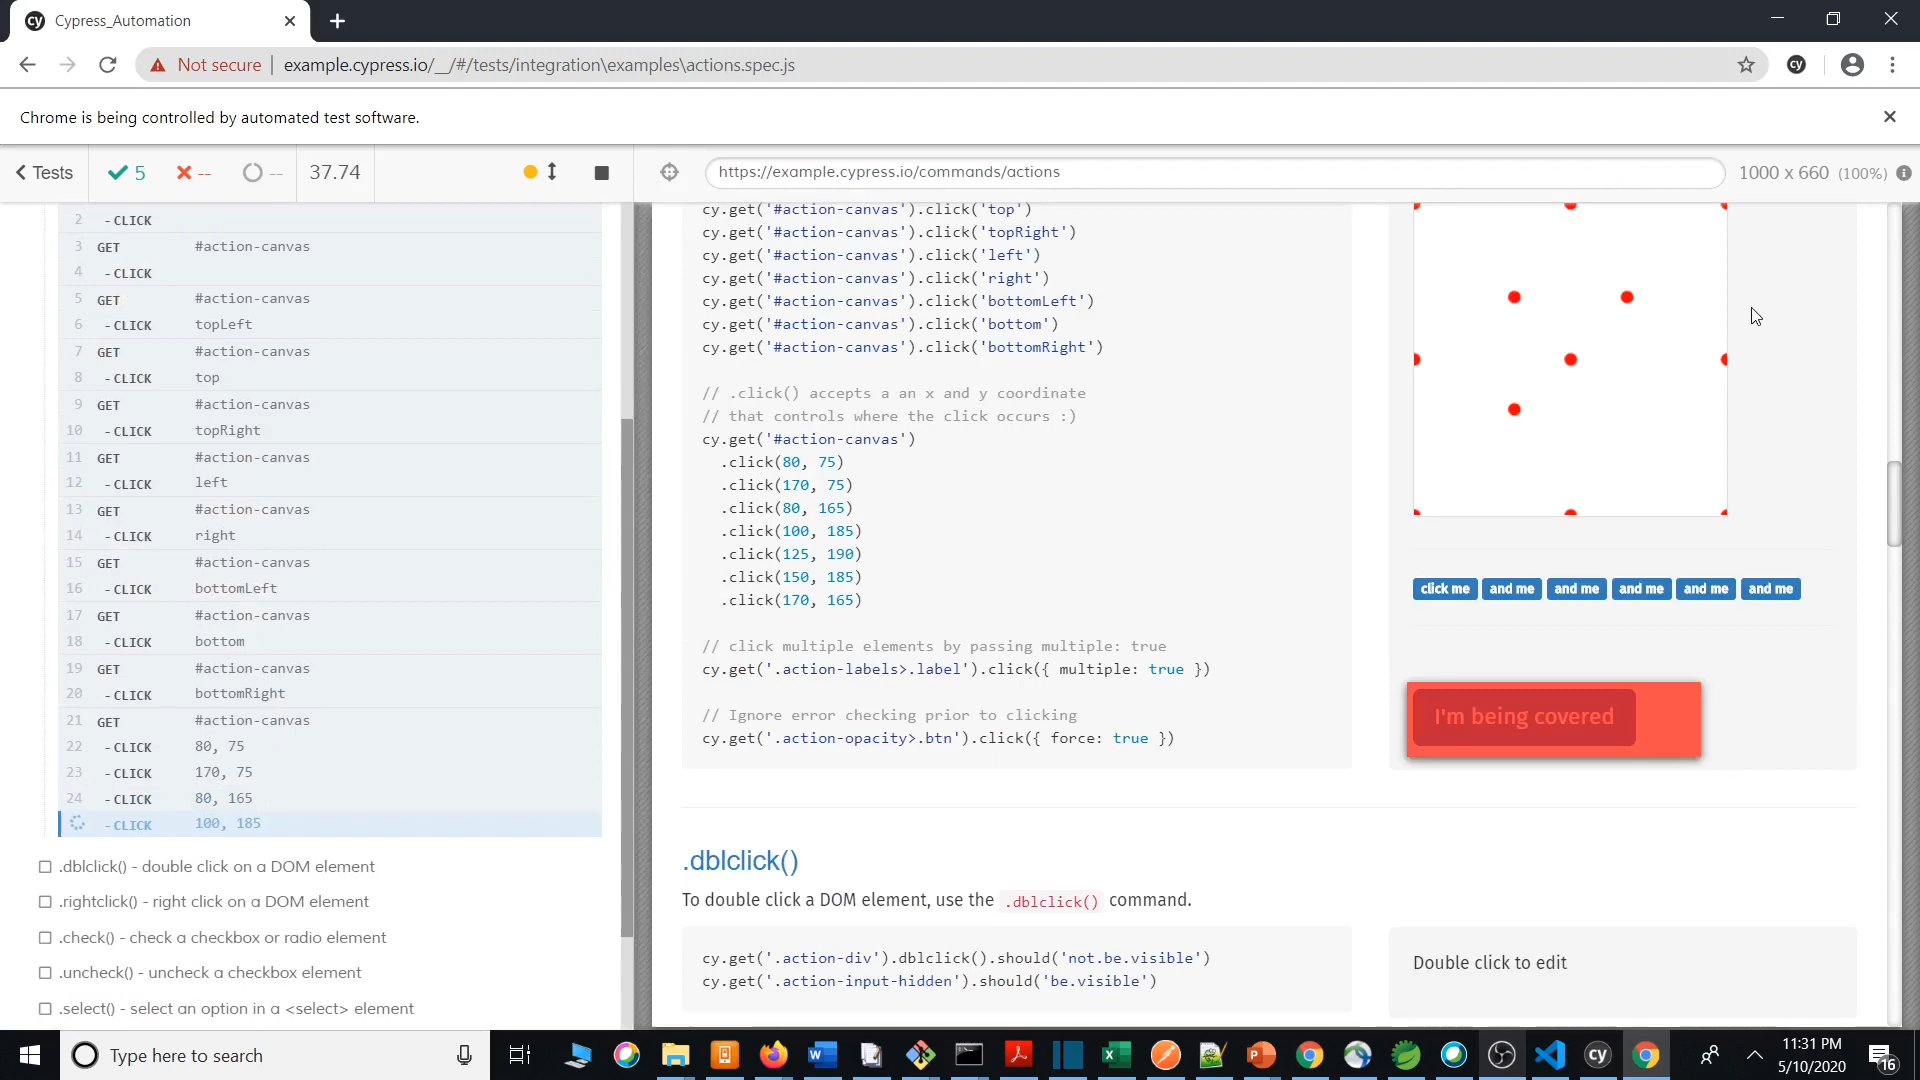 Cypress_Automation
Not secure
example.cypress.io/__/#/tests/integration\examples\actions.spec.js
Chrome is being controlled by automated test software.
Tests
5
--
--
37.74
https://example.cypress.io/commands/actions
1000 x 660 (100%)
2 - CLICK
3 GET #action-canvas
4 - CLICK
5 GET #action-canvas
6 - CLICK topLeft
7 GET #action-canvas
8 - CLICK top
9 GET #action-canvas
10 - CLICK topRight
11 GET #action-canvas
12 - CLICK left
13 GET #action-canvas
14 - CLICK right
15 GET #action-canvas
16 - CLICK bottomLeft
17 GET #action-canvas
18 - CLICK bottom
19 GET #action-canvas
20 - CLICK bottomRight
21 GET #action-canvas
22 - CLICK 80, 75
23 - CLICK 170, 75
24 - CLICK 80, 165
- CLICK 100, 185
.dblclick() - double click on a DOM element
.rightclick() - right click on a DOM element
.check() - check a checkbox or radio element
.uncheck() - uncheck a checkbox element
.select() - select an option in a <select> element
cy.get('#action-canvas').click('top')
cy.get('#action-canvas').click('topRight')
cy.get('#action-canvas').click('left')
cy.get('#action-canvas').click('right')
cy.get('#action-canvas').click('bottomLeft')
cy.get('#action-canvas').click('bottom')
cy.get('#action-canvas').click('bottomRight')
// .click() accepts a an x and y coordinate
// that controls where the click occurs :)
cy.get('#action-canvas')
.click(80, 75)
.click(170, 75)
.click(80, 165)
.click(100, 185)
.click(125, 190)
.click(150, 185)
.click(170, 165)
// click multiple elements by passing multiple: true
cy.get('.action-labels>.label').click({ multiple: true })
// Ignore error checking prior to clicking
cy.get('.action-opacity>.btn').click({ force: true })
click me and me and me and me and me and me
I'm being covered
.dblclick()
To double click a DOM element, use the .dblclick() command.
cy.get('.action-div').dblclick().should('not.be.visible')
cy.get('.action-input-hidden').should('be.visible')
Double click to edit
Type here to search
11:31 PM
5/10/2020
16